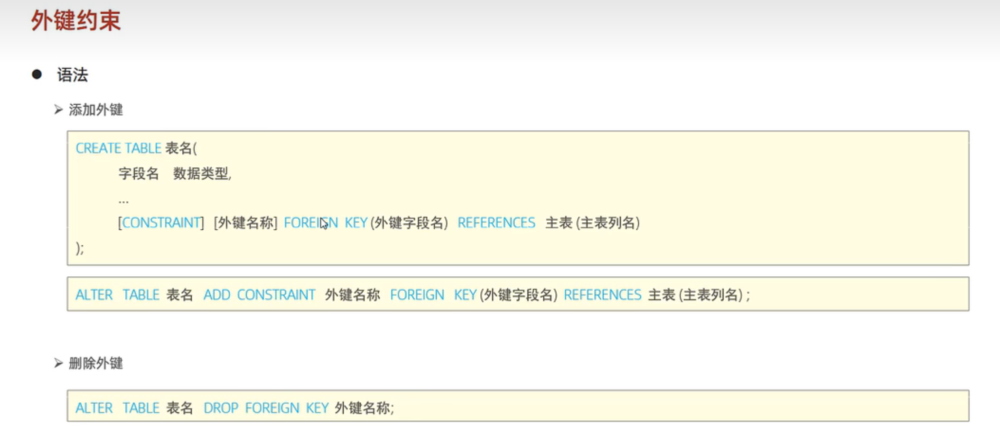 外键约束
● 语法
➢ 添加外键
CREATE TABLE 表名(
字段名 数据类型,
...
[CONSTRAINT] [外键名称] FOREIGN KEY (外键字段名) REFERENCES 主表 (主表列名)
);
ALTER TABLE 表名 ADD CONSTRAINT 外键名称 FOREIGN KEY (外键字段名) REFERENCES 主表 (主表列名) ;
➢ 删除外键
ALTER TABLE 表名 DROP FOREIGN KEY 外键名称;